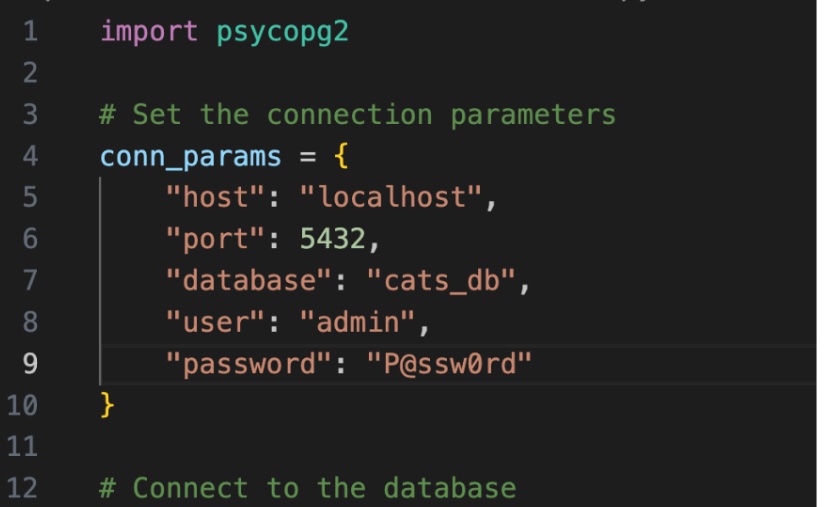 1 import psycopg2
2
3 # Set the connection parameters
4 conn_params = {
5     "host": "localhost",
6     "port": 5432,
7     "database": "cats_db",
8     "user": "admin",
9     "password": "P@ssw0rd"
10 }
11
12 # Connect to the database